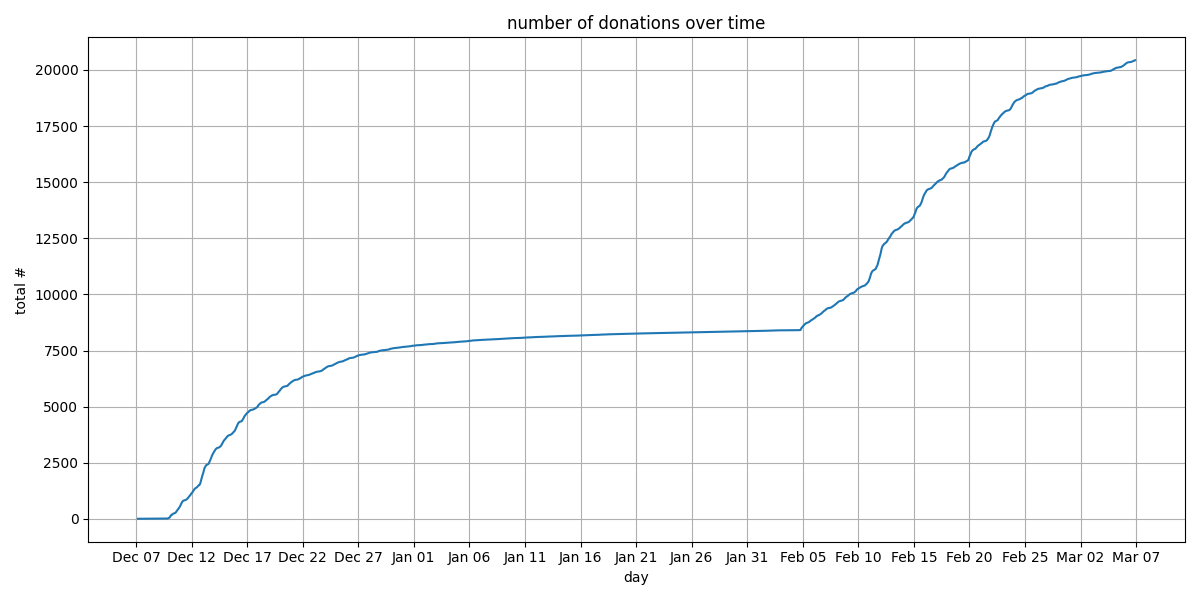 number of donations over time
total #
20000
17500
15000
12500
10000
7500
5000
2500
0
Dec 07 Dec 12 Dec 17 Dec 22 Dec 27 Jan 01 Jan 06 Jan 11 Jan 16 Jan 21 Jan 26 Jan 31 Feb 05 Feb 10 Feb 15 Feb 20 Feb 25 Mar 02 Mar 07
day